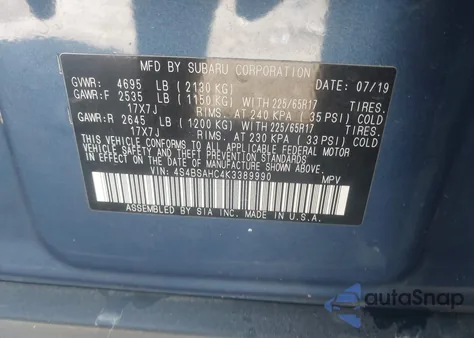 MFD BY SUBARU CORPORATION
GVWR: 4695 LB (2130 KG) DATE: 07/19
GAWR:F 2535 LB (1150 KG) WITH 225/65R17 TIRES.
17X7J RIMS. AT 240 KPA (35 PSI) COLD
GAWR:R 2645 LB (1200 KG) WITH 225/65R17 TIRES.
17X7J RIMS. AT 230 KPA (33 PSI) COLD
THIS VEHICLE CONFORMS TO ALL APPLICABLE FEDERAL MOTOR
VEHICLE SAFETY AND THEFT PREVENTION STANDARDS IN
EFFECT ON THE DATE OF MANUFACTURE SHOWN ABOVE.
VIN: 4S4BSAHC4K3389990 MPV
ASSEMBLED BY SIA INC. MADE IN U.S.A.
autoSnap